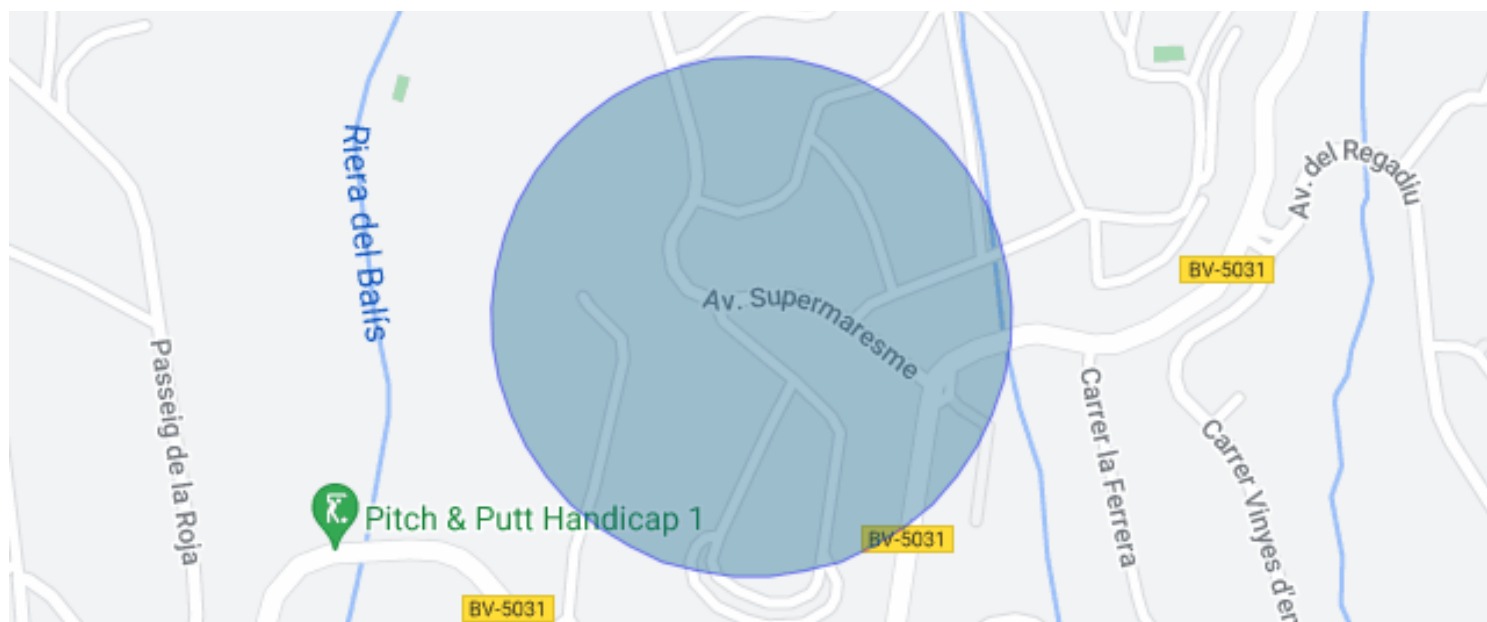 Riera del Balís
Av. del Regadiu
BV-5031
Av. Supermaresme
Passeig de la Roja
Carrer la Ferrera
Carrer Vinyes d'en
Pitch & Putt Handicap 1
BV-5031
BV-5031